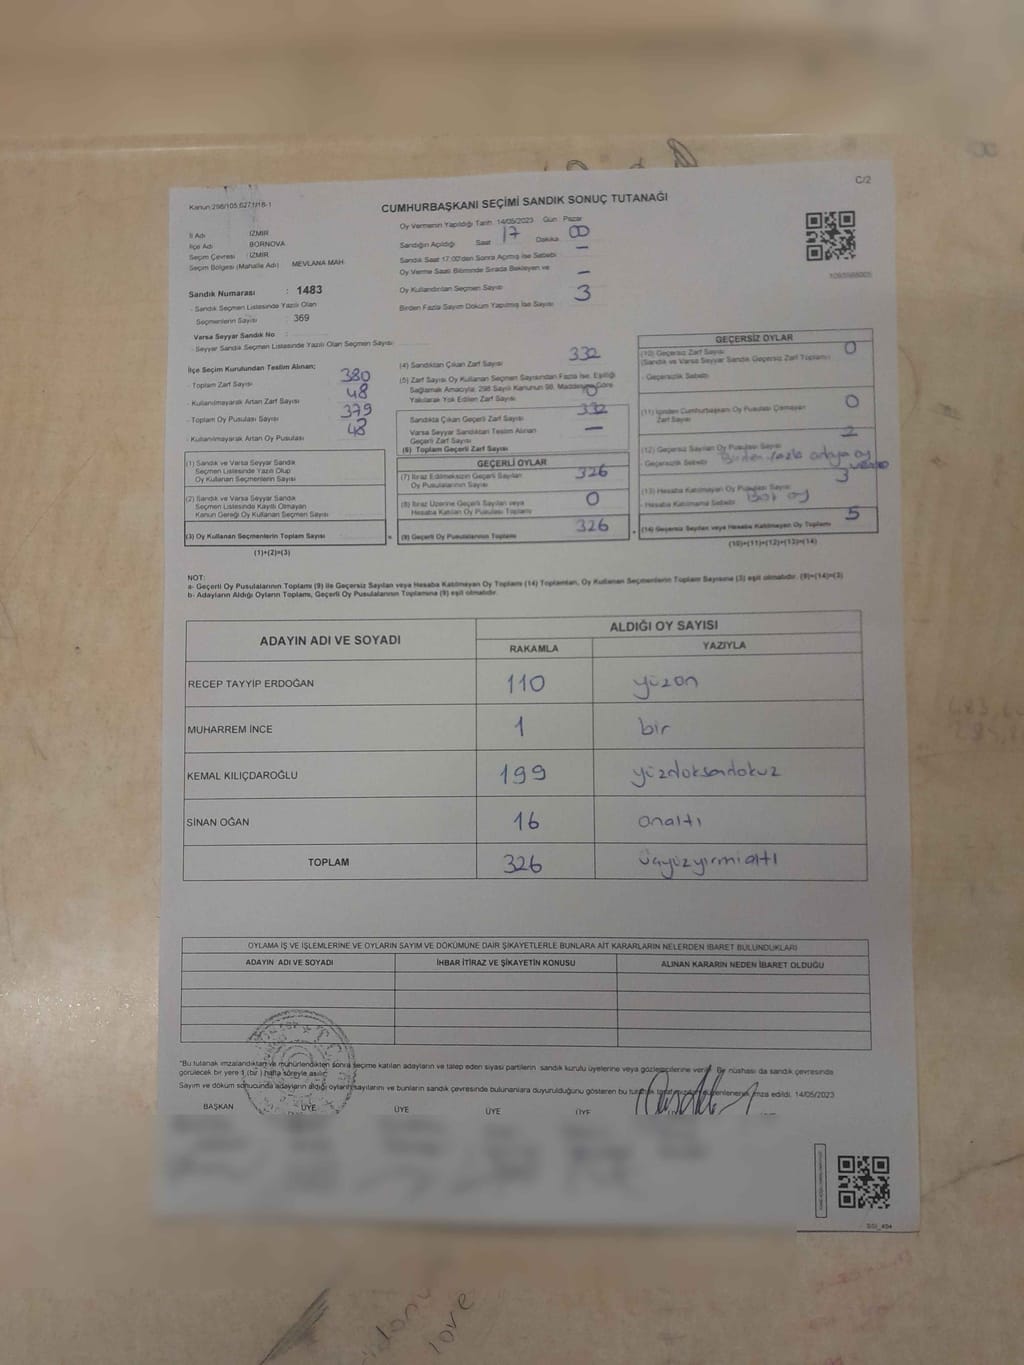 C/2
Kanun:298/105,6271/18-1
CUMHURBAŞKANI SEÇİMİ SANDIK SONUÇ TUTANAĞI
İl Adı : İZMİR
İlçe Adı : BORNOVA
Seçim Çevresi : İZMİR
Seçim Bölgesi (Mahalle Adı) MEVLANA MAH.
Sandık Numarası : 1483
- Sandık Seçmen Listesinde Yazılı Olan
Seçmenlerin Sayısı : 369
Varsa Seyyar Sandık No
- Seyyar Sandık Seçmen Listesinde Yazılı Olan Seçmen Sayısı
Oy Vermenin Yapıldığı Tarih 14/05/2023 Gün : Pazar
Sandığın Açıldığı Saat 17 Dakika 00
Sandık Saat 17:00'den Sonra Açılmış İse Sebebi —
Oy Verme Saati Bitiminde Sırada Bekleyen ve
Oy Kullandırılan Seçmen Sayısı —
Birden Fazla Sayım Döküm Yapılmış İse Sayısı 3
İlçe Seçim Kurulundan Teslim Alınan;
- Toplam Zarf Sayısı 380
- Kullanılmayarak Artan Zarf Sayısı 48
- Toplam Oy Pusulası Sayısı 379
- Kullanılmayarak Artan Oy Pusulası 48
(1) Sandık ve Varsa Seyyar Sandık
Seçmen Listesinde Yazılı Olup
Oy Kullanan Seçmenlerin Sayısı
(2) Sandık ve Varsa Seyyar Sandık
Seçmen Listesinde Kayıtlı Olmayan
Kanun Gereği Oy Kullanan Seçmen Sayısı
(3) Oy Kullanan Seçmenlerin Toplam Sayısı
(1)+(2)=(3)
(4) Sandıktan Çıkan Zarf Sayısı 332
(5) Zarf Sayısı Oy Kullanan Seçmen Sayısından Fazla İse, Eşitliği
Sağlamak Amacıyla, 298 Sayılı Kanunun 98. Maddesine Göre
Yakılarak Yok Edilen Zarf Sayısı 0
Sandıkta Çıkan Geçerli Zarf Sayısı 332
Varsa Seyyar Sandıktan Teslim Alınan
Geçerli Zarf Sayısı —
(6) Toplam Geçerli Zarf Sayısı
GEÇERLİ OYLAR
(7) İtiraz Edilmeksizin Geçerli Sayılan
Oy Pusulalarının Sayısı 326
(8) İtiraz Üzerine Geçerli Sayılan veya
Hesaba Katılan Oy Pusulası Toplamı 0
(9) Geçerli Oy Pusulalarının Toplamı 326
GEÇERSİZ OYLAR
(10) Geçersiz Zarf Sayısı 0
(Sandık ve Varsa Seyyar Sandık Geçersiz Zarf Toplamı)
- Geçersizlik Sebebi
(11) İçinden Cumhurbaşkanı Oy Pusulası Çıkmayan
Zarf Sayısı 0
(12) Geçersiz Sayılan Oy Pusulası Sayısı 2
- Geçersizlik Sebebi Birden fazla
(13) Hesaba Katılmayan Oy Pusulası Sayısı 3
- Hesaba Katılmama Sebebi Boş oy
(14) Geçersiz Sayılan veya Hesaba Katılmayan Oy Toplamı 5
(10)+(11)+(12)+(13)=(14)
NOT:
a- Geçerli Oy Pusulalarının Toplamı (9) ile Geçersiz Sayılan veya Hesaba Katılmayan Oy Toplamı (14) Toplamları, Oy Kullanan Seçmenlerin Toplam Sayısına (3) eşit olmalıdır. (9)+(14)=(3)
b- Adayların Aldığı Oyların Toplamı, Geçerli Oy Pusulalarının Toplamına (9) eşit olmalıdır.
ADAYIN ADI VE SOYADI ALDIĞI OY SAYISI
RAKAMLA YAZIYLA
RECEP TAYYİP ERDOĞAN 110 yüzon
MUHARREM İNCE 1 bir
KEMAL KILIÇDAROĞLU 199 yüzdoksandokuz
SİNAN OĞAN 16 onaltı
TOPLAM 326 üçyüzyirmialtı
OYLAMA İŞ VE İŞLEMLERİNE VE OYLARIN SAYIM VE DÖKÜMÜNE DAİR ŞİKAYETLERLE BUNLARA AİT KARARLARIN NELERDEN İBARET BULUNDUKLARI
ADAYIN ADI VE SOYADI İHBAR İTİRAZ VE ŞİKAYETİN KONUSU ALINAN KARARIN NEDEN İBARET OLDUĞU
*Bu tutanak imzalandıktan ve mühürlendikten sonra seçime katılan adayların ve talep eden siyasi partilerin sandık kurulu üyelerine veya gözlemcilerine verilir. Bir nüshası da sandık çevresinde
görülecek bir yere 1 (bir) hafta süreyle asılır.
Sayım ve döküm sonucunda adayların aldığı oyların sayılarını ve bunların sandık çevresinde bulunanlara duyurulduğunu gösteren bu imza edildi. 14/05/2023
BAŞKAN ÜYE ÜYE ÜYE ÜYE
love